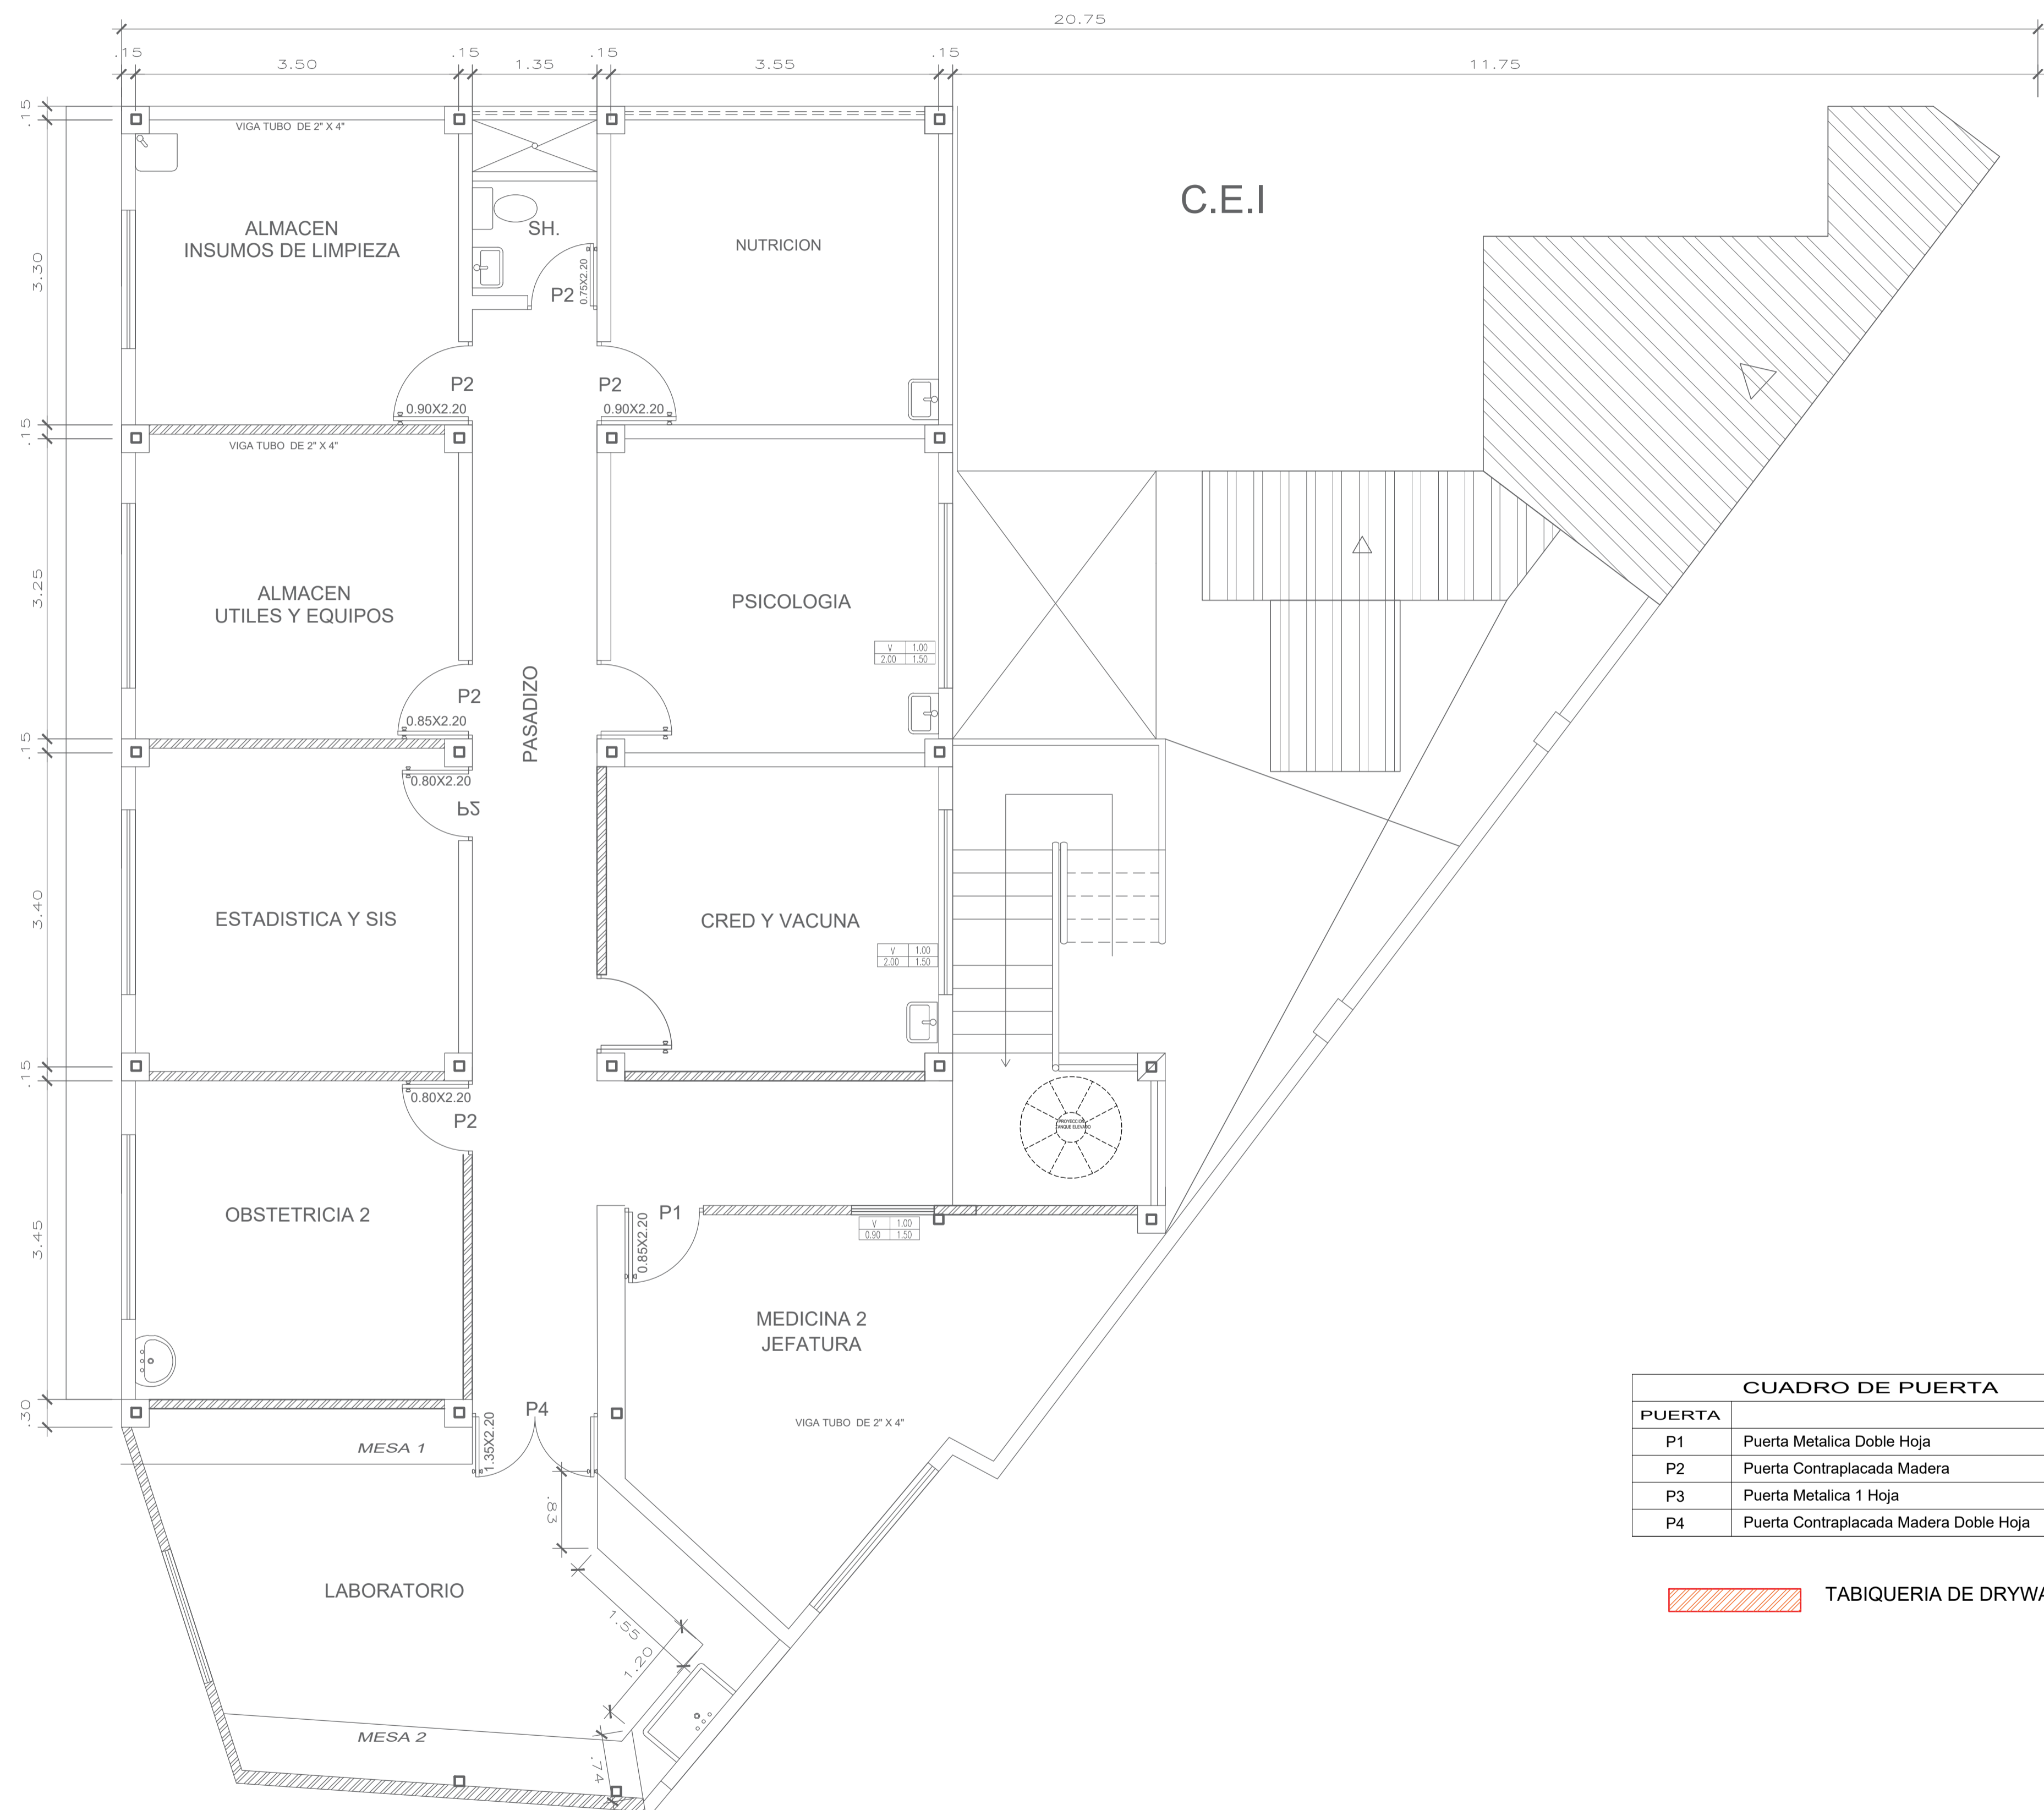 20.75
.15
3.50
.15
1.35
.15
3.55
.15
11.75
.15
3.30
.15
3.25
.15
3.40
.15
3.45
.30
VIGA TUBO DE 2" X 4"
ALMACEN
INSUMOS DE LIMPIEZA
SH.
P2
0.75X2.20
NUTRICION
C.E.I
P2
0.90X2.20
P2
0.90X2.20
VIGA TUBO DE 2" X 4"
ALMACEN
UTILES Y EQUIPOS
PSICOLOGIA
V 1.00
2.00 1.50
P2
0.85X2.20
PASADIZO
0.80X2.20
P2
ESTADISTICA Y SIS
CRED Y VACUNA
V 1.00
2.00 1.50
0.80X2.20
P2
PROYECCION
TANQUE ELEVADO
OBSTETRICIA 2
P1
0.85X2.20
V 1.00
0.90 1.50
MEDICINA 2
JEFATURA
VIGA TUBO DE 2" X 4"
P4
1.35X2.20
MESA 1
.83
LABORATORIO
1.55
1.20
MESA 2
.74
CUADRO DE PUERTA
PUERTA
P1 Puerta Metalica Doble Hoja
P2 Puerta Contraplacada Madera
P3 Puerta Metalica 1 Hoja
P4 Puerta Contraplacada Madera Doble Hoja
TABIQUERIA DE DRYWA